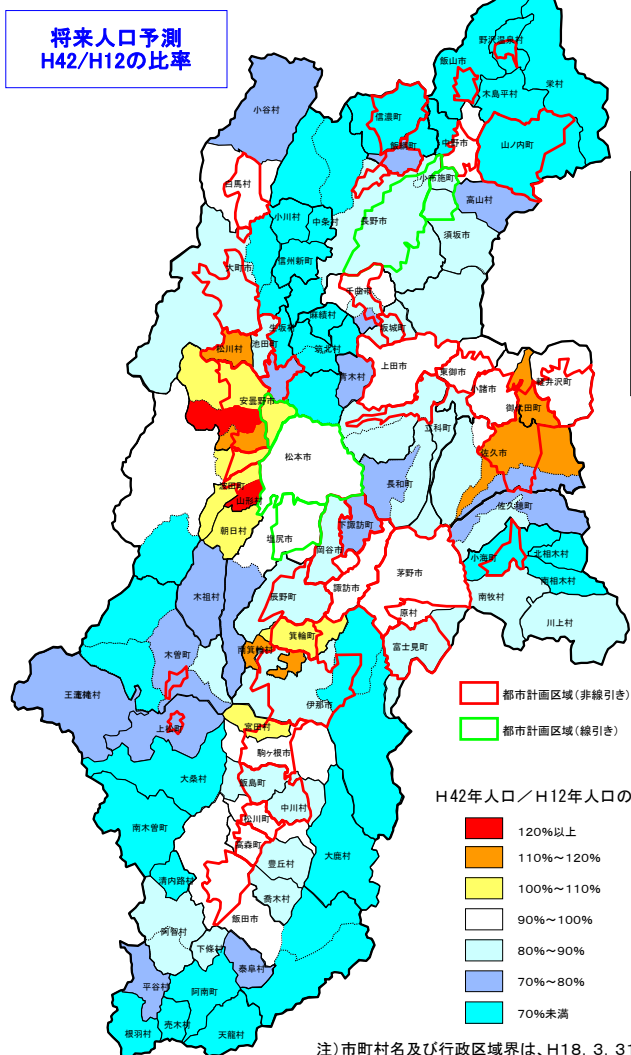 将来人口予測
H42/H12の比率
野沢温泉村
飯山市
栄村
木島平村
小谷村
信濃町
飯綱町
中野市
山ノ内町
白馬村
小布施町
高山村
小川村
中条村
長野市
須坂市
信州新町
大町市
千曲市
麻績村
生坂村
坂城町
池田町
筑北村
松川村
青木村
上田市
東御市
小諸市
軽井沢町
御代田町
安曇野市
立科町
佐久市
松本市
長和町
山形村
佐久穂町
朝日村
塩尻市
下諏訪町
岡谷市
小海町
北相木村
茅野市
南相木村
諏訪市
南牧村
木祖村
辰野町
原村
川上村
箕輪町
富士見町
木曽町
南箕輪村
王滝村
伊那市
上松町
宮田村
駒ヶ根市
大桑村
飯島町
中川村
南木曽町
松川町
高森町
大鹿村
豊丘村
清内路村
喬木村
飯田市
阿智村
下條村
泰阜村
平谷村
阿南町
売木村
根羽村
天龍村
都市計画区域(非線引き)
都市計画区域(線引き)
H42年人口/H12年人口の
120%以上
110%~120%
100%~110%
90%~100%
80%~90%
70%~80%
70%未満
注)市町村名及び行政区域界は、H18.3.31